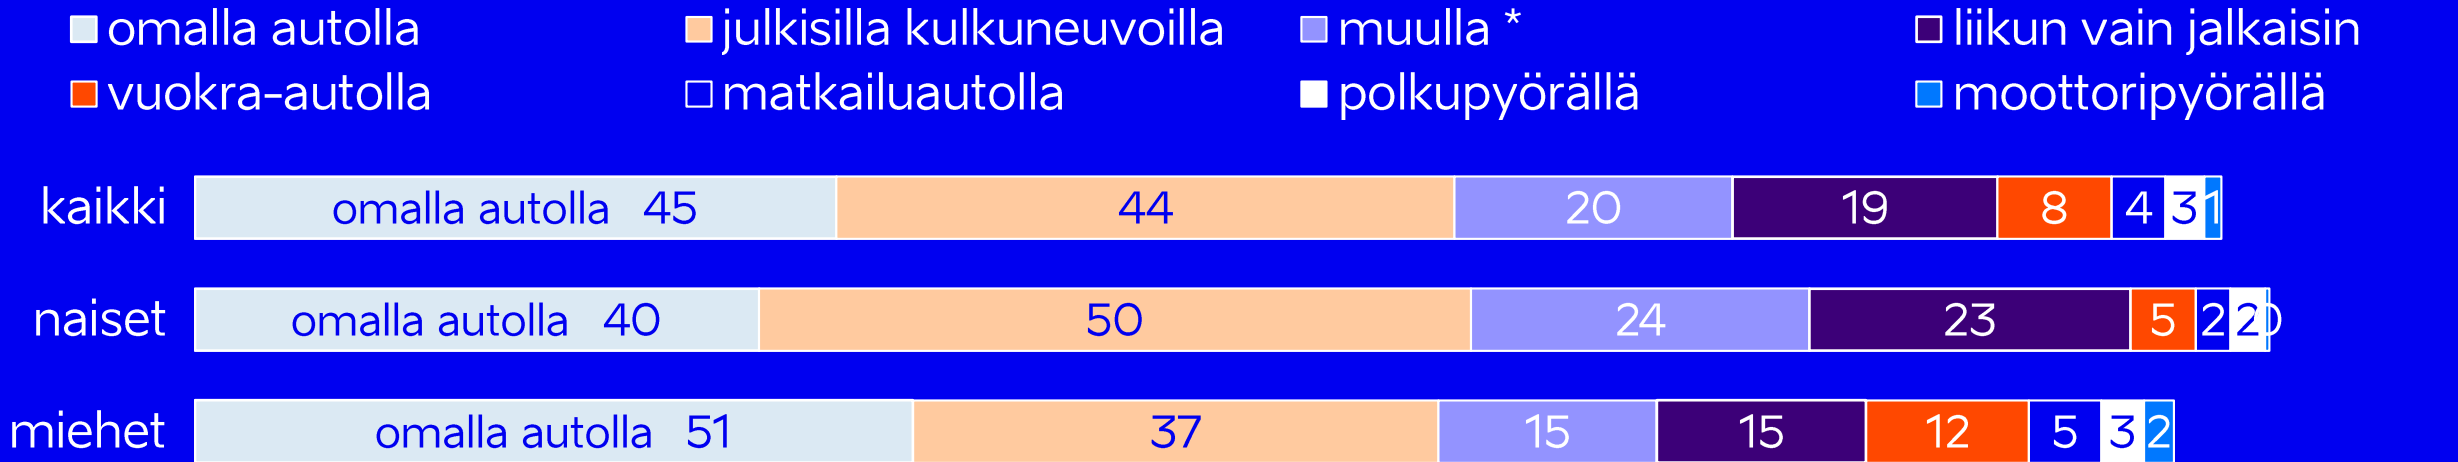 omalla autolla julkisilla kulkuneuvoilla muulla * liikun vain jalkaisin
vuokra-autolla matkailuautolla polkupyörällä moottoripyörällä
kaikki omalla autolla 45 44 20 19 8 4 3 1
naiset omalla autolla 40 50 24 23 5 2 2 0
miehet omalla autolla 51 37 15 15 12 5 3 2